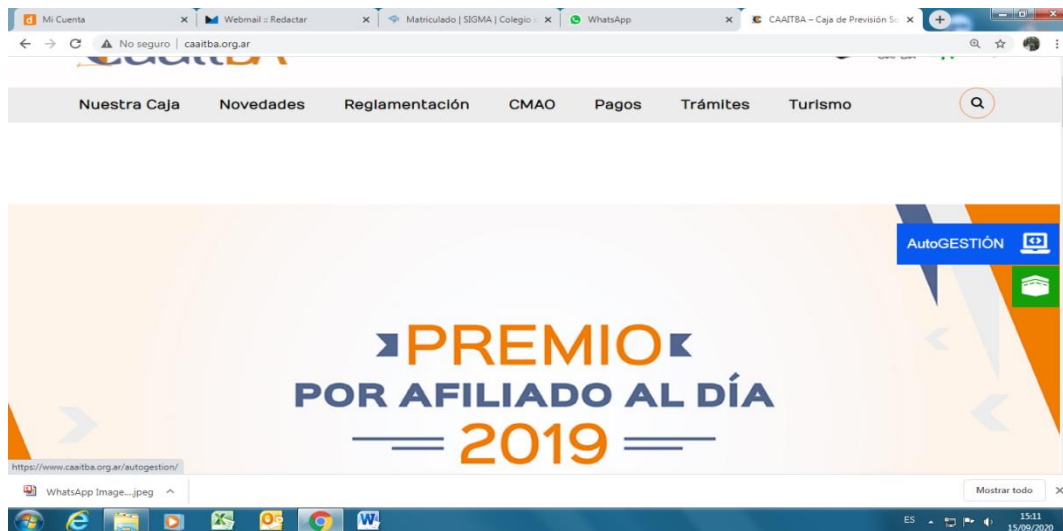 Mi Cuenta
Webmail :: Redactar
Matriculado | SIGMA | Colegio
WhatsApp
CAAITBA – Caja de Previsión So
No seguro | caaitba.org.ar
Nuestra Caja Novedades Reglamentación CMAO Pagos Trámites Turismo
AutoGESTIÓN
PREMIO
POR AFILIADO AL DÍA
2019
https://www.caaitba.org.ar/autogestion/
WhatsApp Image....jpeg
Mostrar todo
ES
15:11
15/09/2020